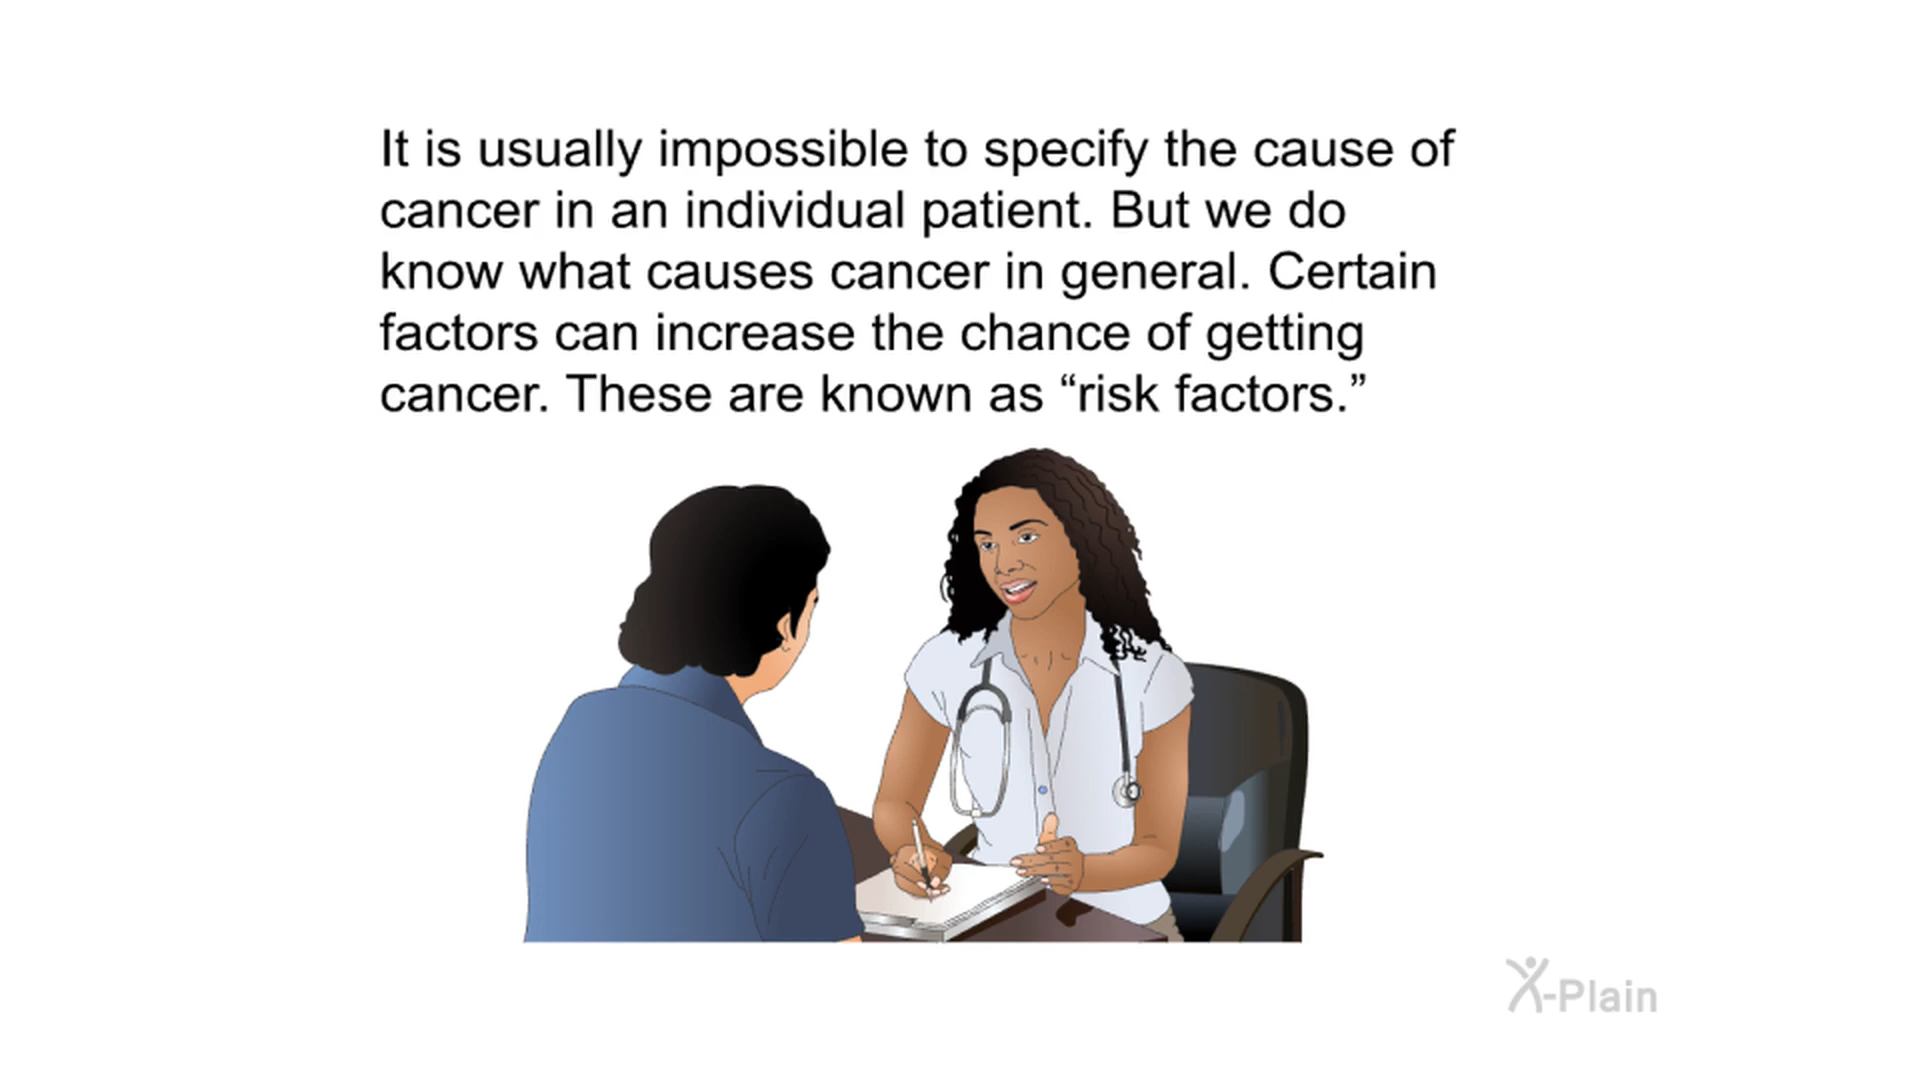 It is usually impossible to specify the cause of
cancer in an individual patient. But we do
know what causes cancer in general. Certain
factors can increase the chance of getting
cancer. These are known as “risk factors.”
X-Plain